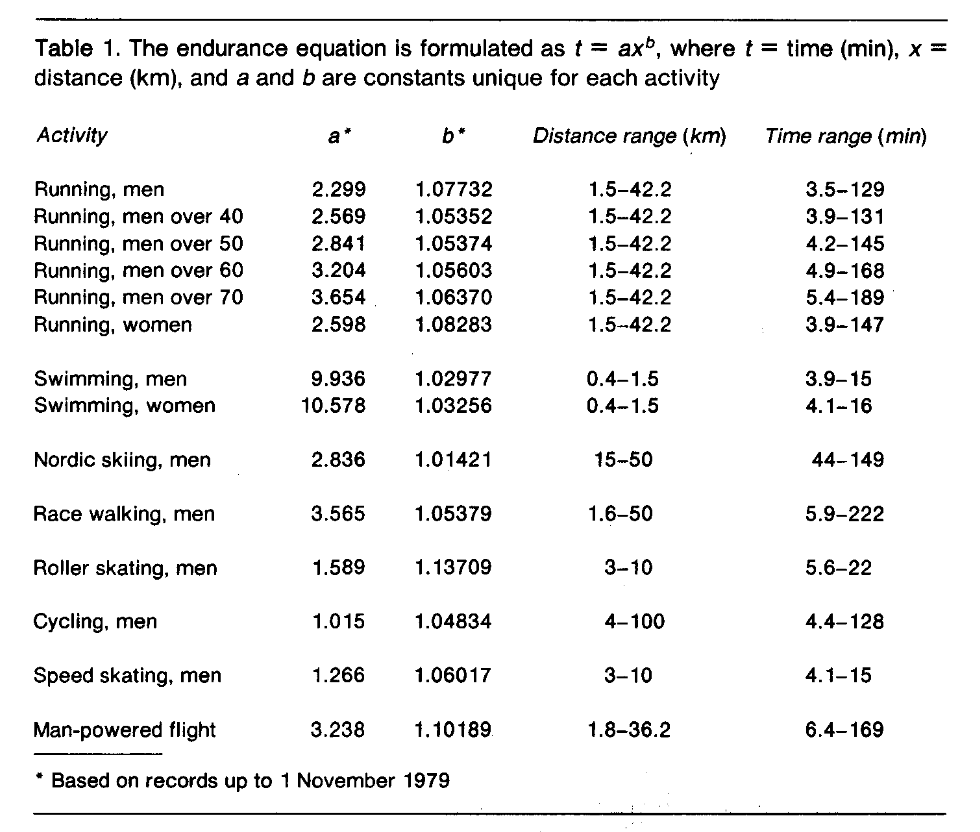 Table 1. The endurance equation is formulated as t = ax^b, where t = time (min), x =
distance (km), and a and b are constants unique for each activity
Activity a* b* Distance range (km) Time range (min)
Running, men 2.299 1.07732 1.5–42.2 3.5–129
Running, men over 40 2.569 1.05352 1.5–42.2 3.9–131
Running, men over 50 2.841 1.05374 1.5–42.2 4.2–145
Running, men over 60 3.204 1.05603 1.5–42.2 4.9–168
Running, men over 70 3.654 1.06370 1.5–42.2 5.4–189
Running, women 2.598 1.08283 1.5–42.2 3.9–147
Swimming, men 9.936 1.02977 0.4–1.5 3.9–15
Swimming, women 10.578 1.03256 0.4–1.5 4.1–16
Nordic skiing, men 2.836 1.01421 15–50 44–149
Race walking, men 3.565 1.05379 1.6–50 5.9–222
Roller skating, men 1.589 1.13709 3–10 5.6–22
Cycling, men 1.015 1.04834 4–100 4.4–128
Speed skating, men 1.266 1.06017 3–10 4.1–15
Man-powered flight 3.238 1.10189 1.8–36.2 6.4–169
* Based on records up to 1 November 1979